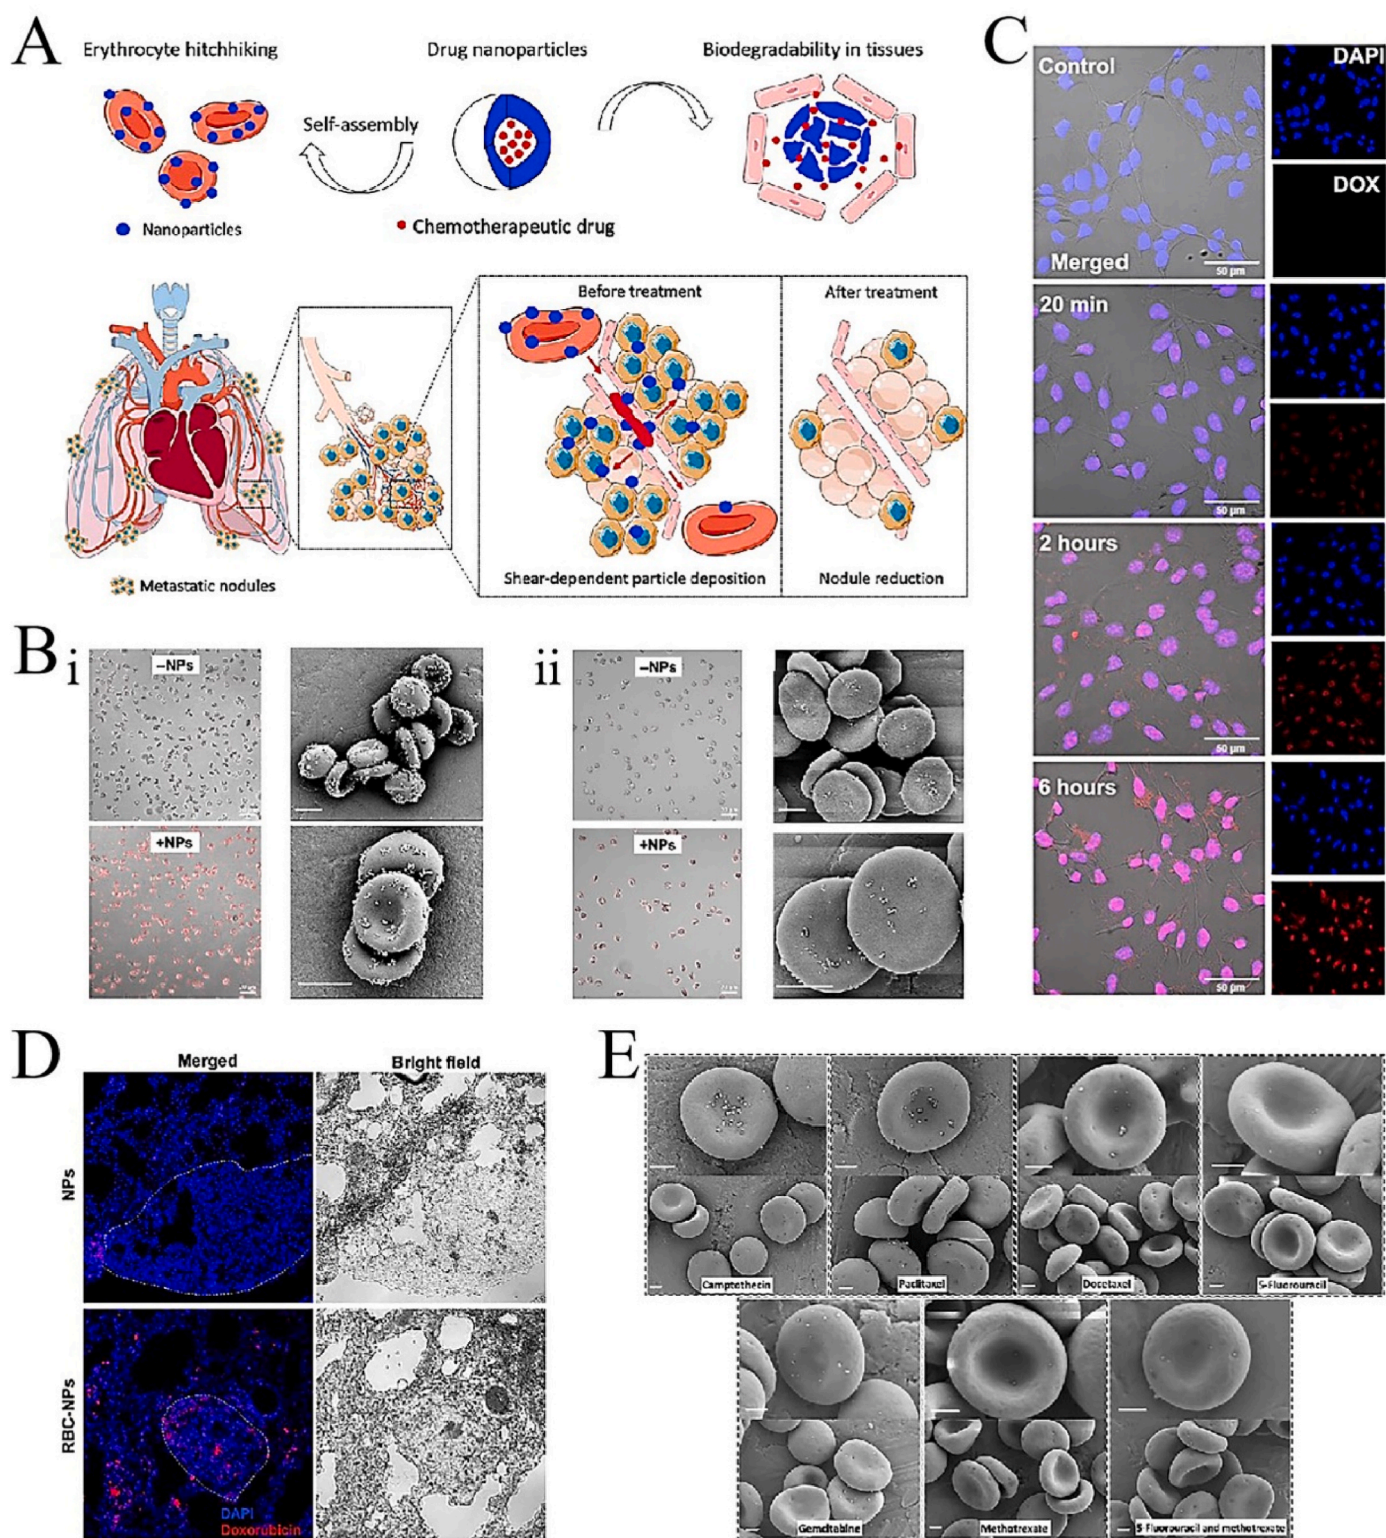 A
Erythrocyte hitchhiking
Drug nanoparticles
Biodegradability in tissues
Self-assembly
Nanoparticles
Chemotherapeutic drug
Before treatment
After treatment
Metastatic nodules
Shear-dependent particle deposition
Nodule reduction
B
i
–NPs
+NPs
ii
–NPs
+NPs
C
Control
DAPI
DOX
Merged
50 µm
20 min
50 µm
2 hours
50 µm
6 hours
50 µm
D
Merged
Bright field
NPs
RBC-NPs
DAPI
Doxorubicin
E
Camptothecin
Paclitaxel
Docetaxel
5-Fluorouracil
Gemcitabine
Methotrexate
5-Fluorouracil and methotrexate